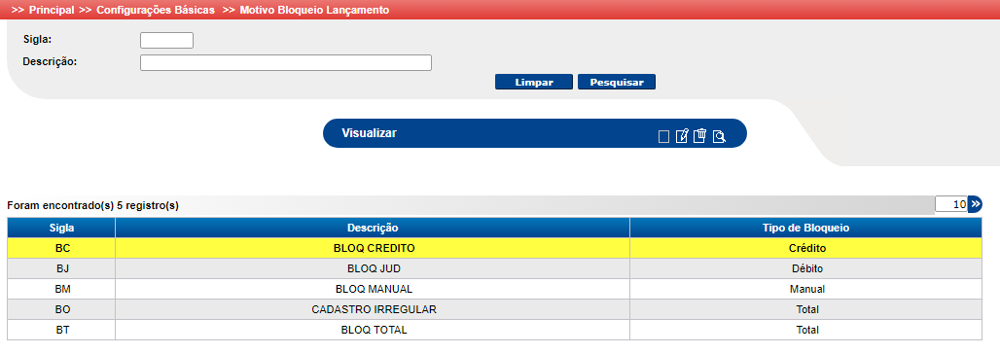 >> Principal >> Configurações Básicas >> Motivo Bloqueio Lançamento
Sigla:
Descrição:
Limpar Pesquisar
Visualizar
Foram encontrado(s) 5 registro(s) 10
Sigla Descrição Tipo de Bloqueio
BC BLOQ CREDITO Crédito
BJ BLOQ JUD Débito
BM BLOQ MANUAL Manual
BO CADASTRO IRREGULAR Total
BT BLOQ TOTAL Total